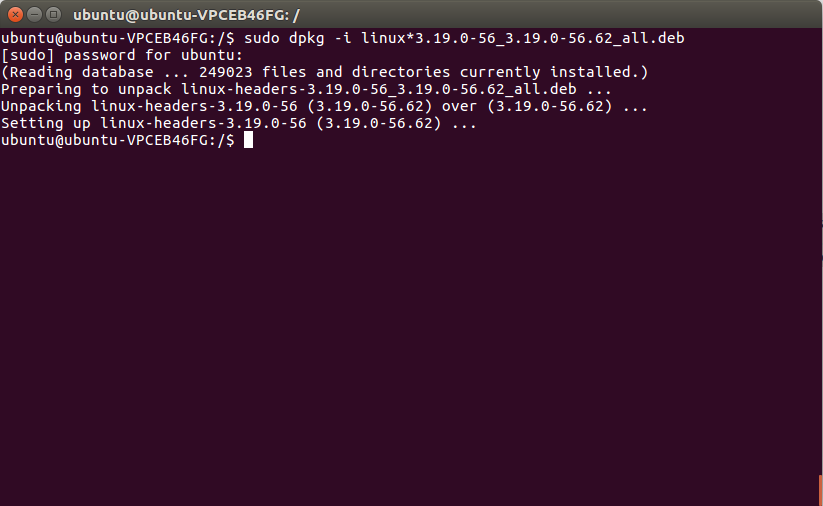 ubuntu@ubuntu-VPCEB46FG: /
ubuntu@ubuntu-VPCEB46FG:/$ sudo dpkg -i linux*3.19.0-56_3.19.0-56.62_all.deb
[sudo] password for ubuntu:
(Reading database ... 249023 files and directories currently installed.)
Preparing to unpack linux-headers-3.19.0-56_3.19.0-56.62_all.deb ...
Unpacking linux-headers-3.19.0-56 (3.19.0-56.62) over (3.19.0-56.62) ...
Setting up linux-headers-3.19.0-56 (3.19.0-56.62) ...
ubuntu@ubuntu-VPCEB46FG:/$